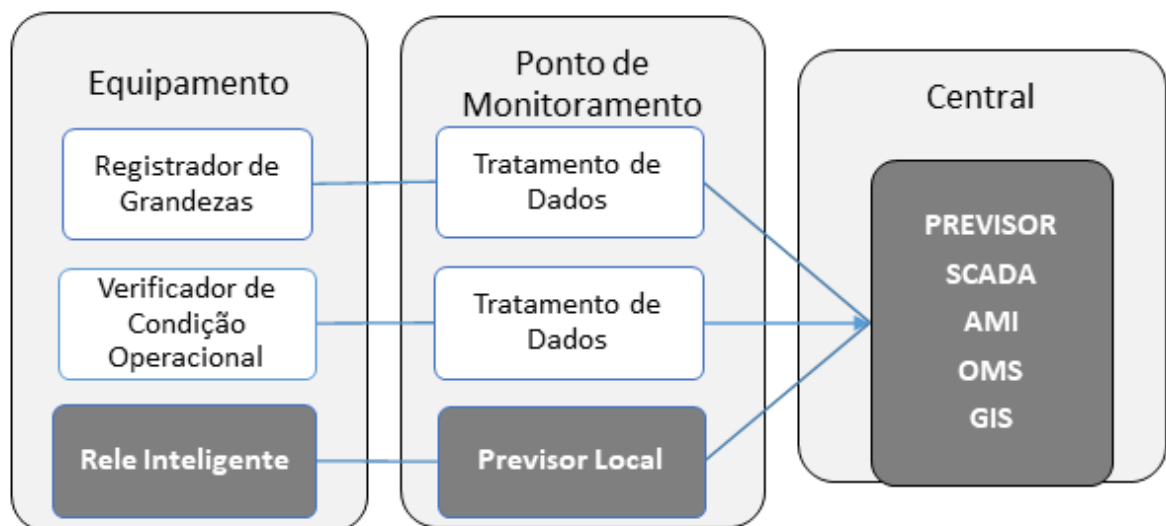 Equipamento
Registrador de
Grandezas
Verificador de
Condição
Operacional
Rele Inteligente
Ponto de
Monitoramento
Tratamento de
Dados
Tratamento de
Dados
Previsor Local
Central
PREVISOR
SCADA
AMI
OMS
GIS